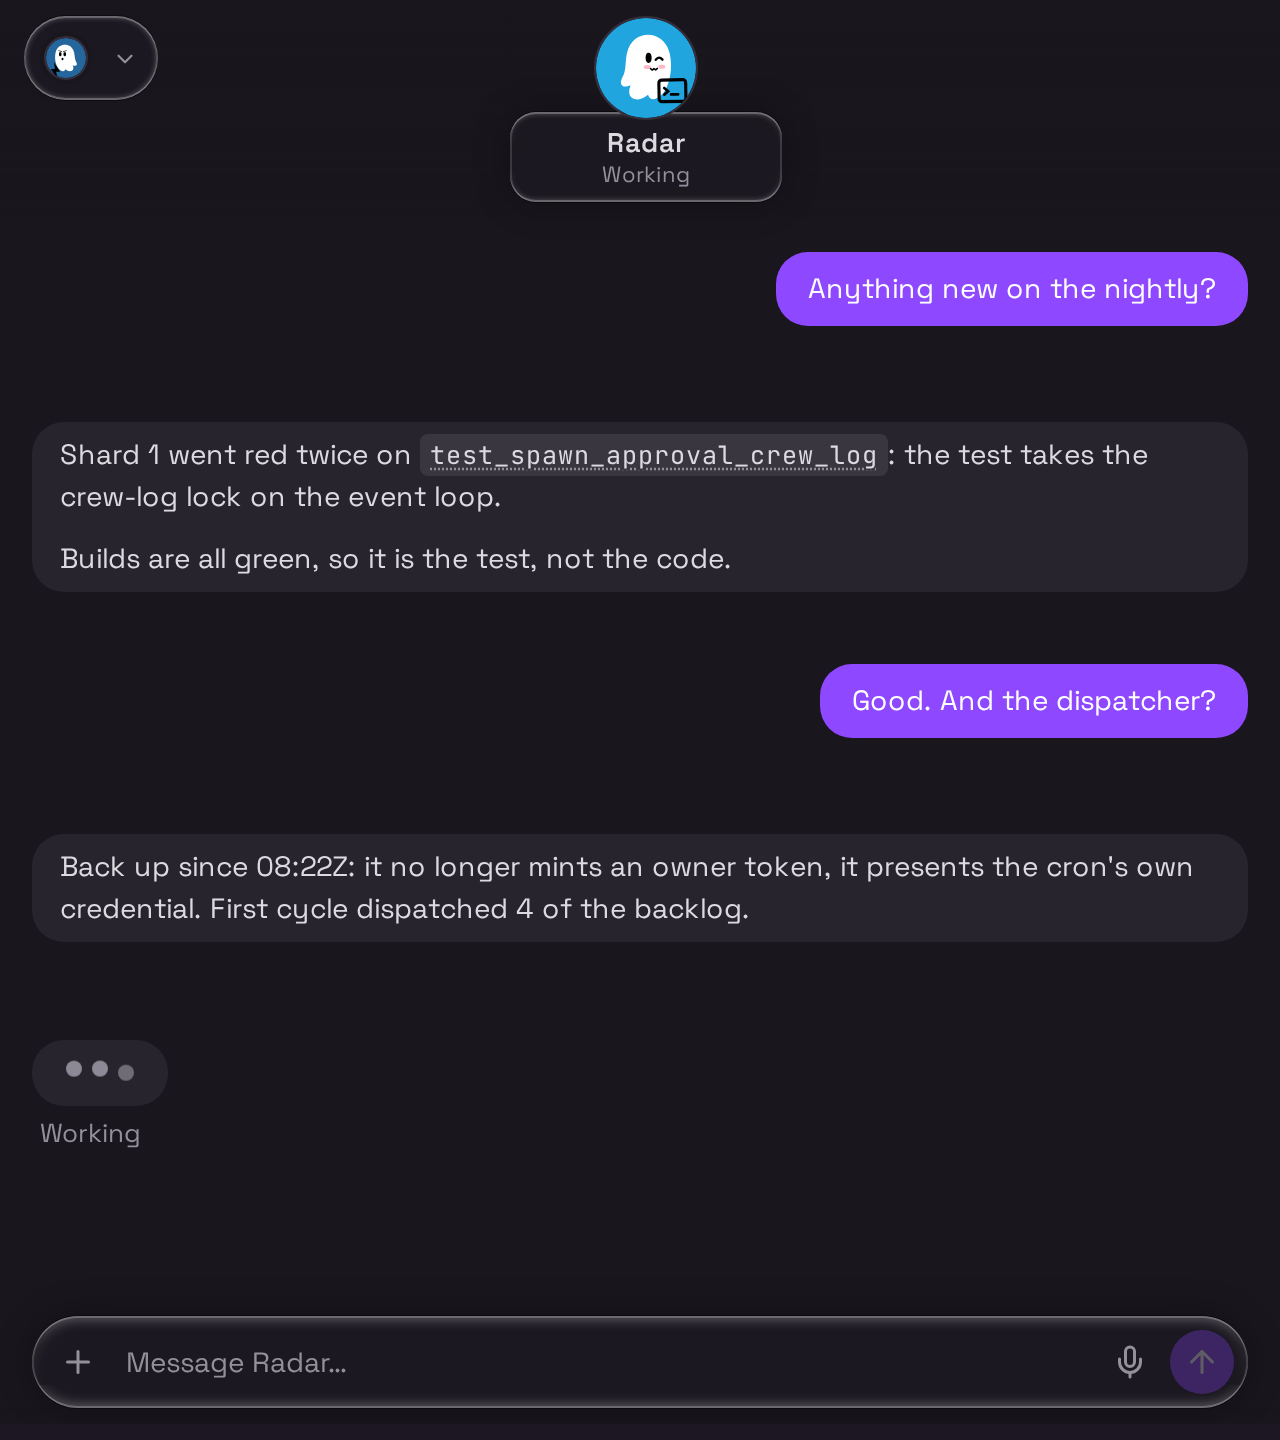 Radar
Working
Anything new on the nightly?
Shard 1 went red twice on test_spawn_approval_crew_log: the test takes the
crew-log lock on the event loop.
Builds are all green, so it is the test, not the code.
Good. And the dispatcher?
Back up since 08:22Z: it no longer mints an owner token, it presents the cron's own
credential. First cycle dispatched 4 of the backlog.
Working
Message Radar…